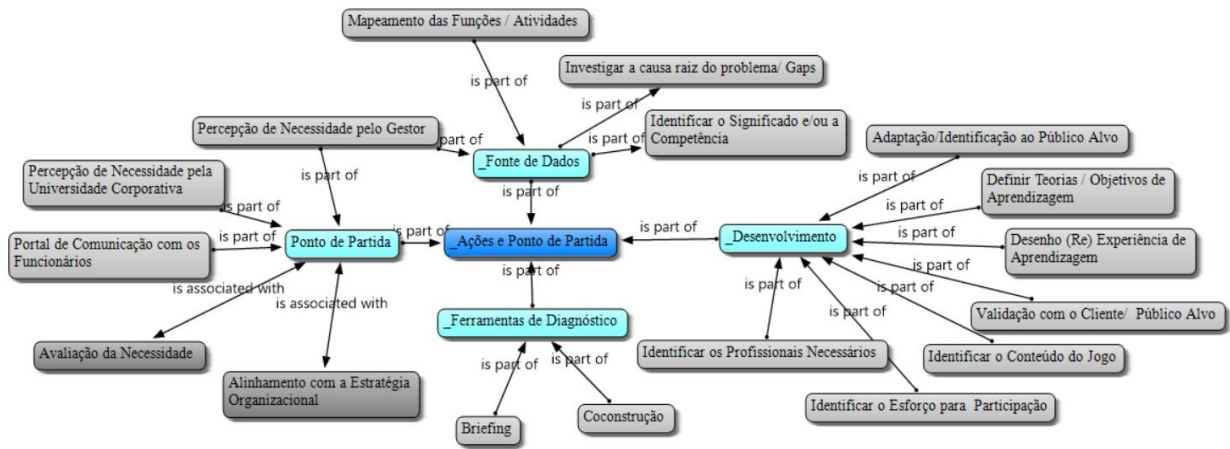 Mapeamento das Funções / Atividades
is part of
Investigar a causa raiz do problema/ Gaps
is part of
Percepção de Necessidade pelo Gestor
part of
Identificar o Significado e/ou a
Competência
is part of
_Fonte de Dados
Adaptação/Identificação ao Público Alvo
is part of
Percepção de Necessidade pela
Universidade Corporativa
is part of
is part of
is part of
Definir Teorias / Objetivos de
Aprendizagem
is part of
Portal de Comunicação com os
Funcionários
is part of
Ponto de Partida
is part of
_Ações e Ponto de Partida
is part of
_Desenvolvimento
is part of
Desenho (Re) Experiência de
Aprendizagem
is part of
is part of
is associated with
is associated with
is part of
is part of
is part of
Validação com o Cliente/ Público Alvo
_Ferramentas de Diagnóstico
Avaliação da Necessidade
Identificar os Profissionais Necessários
Identificar o Conteúdo do Jogo
is part of
is part of
Alinhamento com a Estratégia
Organizacional
Briefing
Coconstrução
Identificar o Esforço para Participação